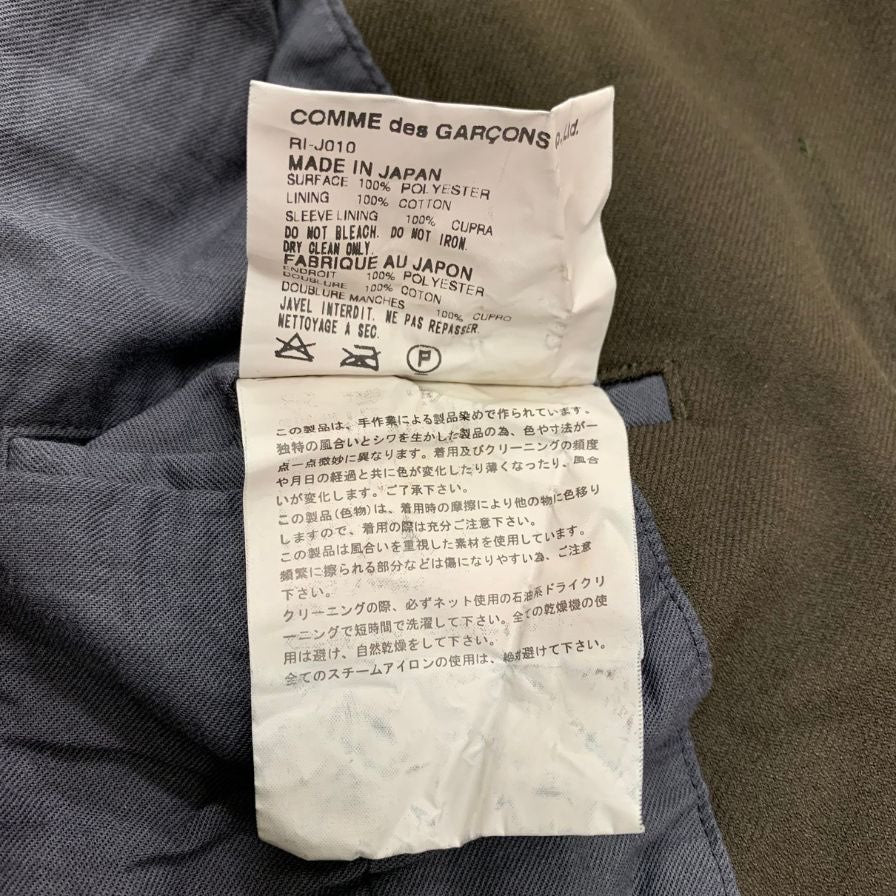 COMME des GARÇONS Ltd.
RI-J010
MADE IN JAPAN
SURFACE 100% POLYESTER
LINING 100% COTTON
SLEEVE LINING 100% CUPRA
DO NOT BLEACH. DO NOT IRON.
DRY CLEAN ONLY.
FABRIQUE AU JAPON
ENDROIT 100% POLYESTER
DOUBLURE 100% COTON
DOUBLURE MANCHES 100% CUPRO
JAVEL INTERDIT. NE PAS REPASSER.
NETTOYAGE A SEC.
P
この製品は、手作業による製品染めで作られています。
独特の風合いとシワを生かした製品の為、色や寸法が一
点一点微妙に異なります。着用及びクリーニングの頻度
や月日の経過と共に色が変化したり薄くなったり、風合
いが変化します。ご了承下さい。
この製品(色物)は、着用時の摩擦により他の物に色移り
しますので、着用の際は充分ご注意下さい。
この製品は風合いを重視した素材を使用しています。
頻繁に擦られる部分などは傷になりやすい為、ご注意
下さい。
クリーニングの際、必ずネット使用の石油系ドライクリ
ーニングで短時間で洗濯して下さい。全ての乾燥機の使
用は避け、自然乾燥をして下さい。
全てのスチームアイロンの使用は、絶対避けて下さい。